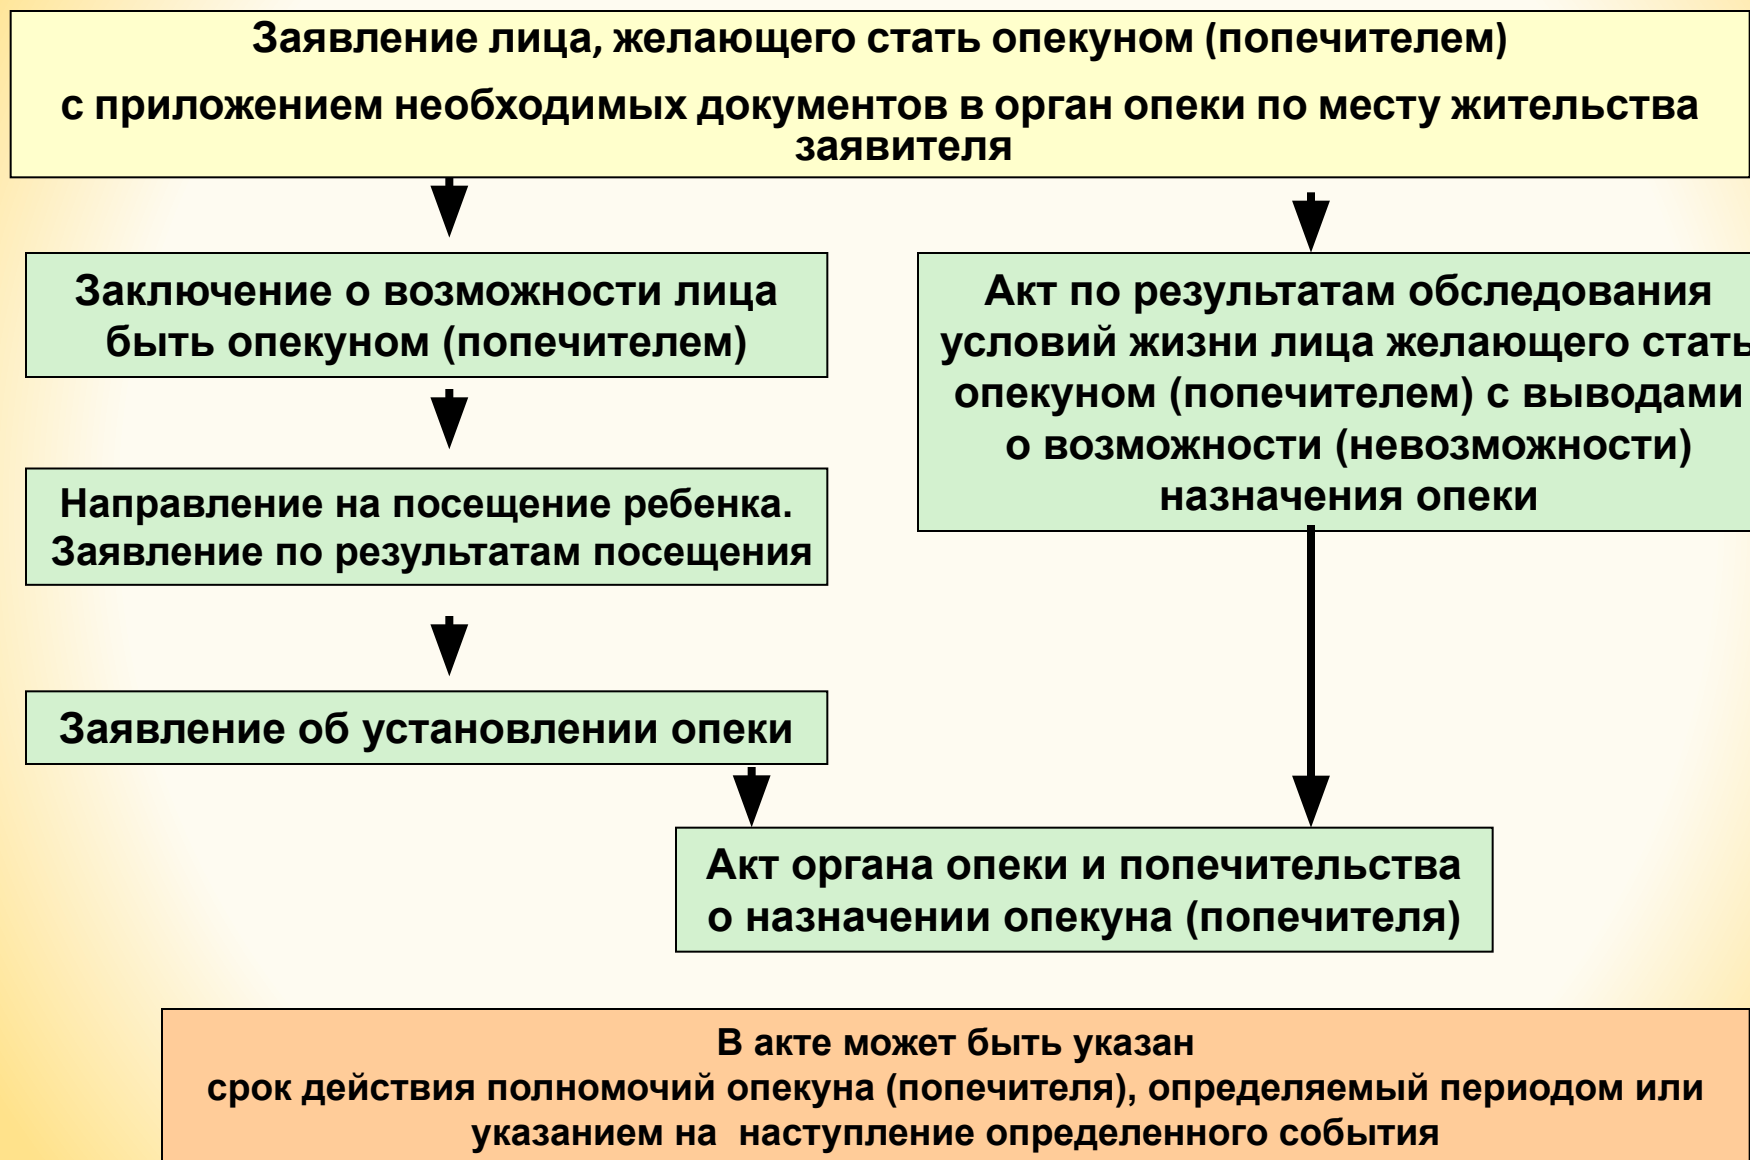 Заявление лица, желающего стать опекуном (попечителем)
с приложением необходимых документов в орган опеки по месту жительства
заявителя
Заключение о возможности лица
быть опекуном (попечителем)
Направление на посещение ребенка.
Заявление по результатам посещения
Заявление об установлении опеки
Акт по результатам обследования
условий жизни лица желающего стать
опекуном (попечителем) с выводами
о возможности (невозможности)
назначения опеки
Акт органа опеки и попечительства
о назначении опекуна (попечителя)
В акте может быть указан
срок действия полномочий опекуна (попечителя), определяемый периодом или
указанием на  наступление определенного события